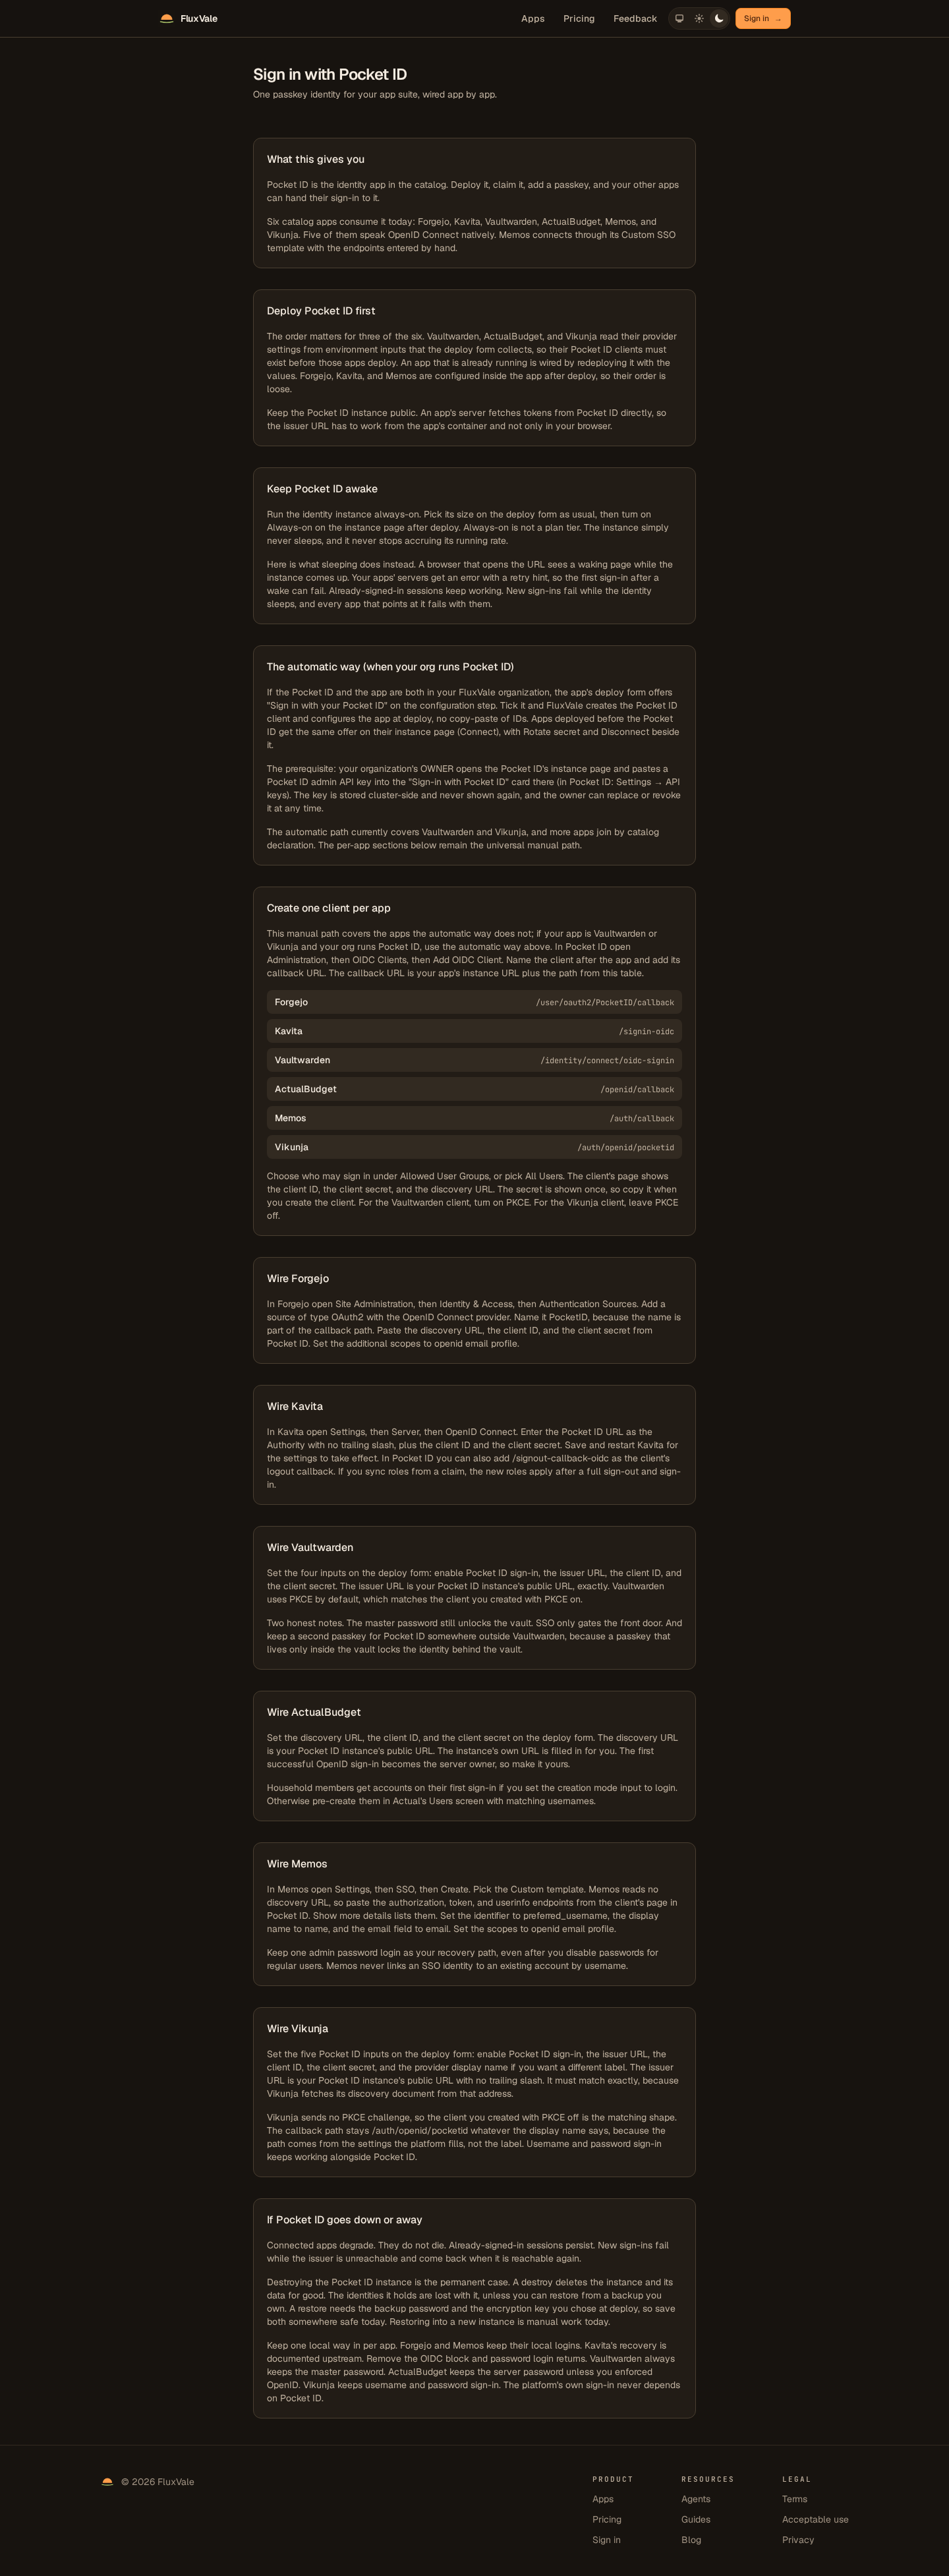 FluxVale
Apps
Pricing
Feedback
Sign in →
Sign in with Pocket ID
One passkey identity for your app suite, wired app by app.
What this gives you
Pocket ID is the identity app in the catalog. Deploy it, claim it, add a passkey, and your other apps
can hand their sign-in to it.
Six catalog apps consume it today: Forgejo, Kavita, Vaultwarden, ActualBudget, Memos, and
Vikunja. Five of them speak OpenID Connect natively. Memos connects through its Custom SSO
template with the endpoints entered by hand.
Deploy Pocket ID first
The order matters for three of the six. Vaultwarden, ActualBudget, and Vikunja read their provider
settings from environment inputs that the deploy form collects, so their Pocket ID clients must
exist before those apps deploy. An app that is already running is wired by redeploying it with the
values. Forgejo, Kavita, and Memos are configured inside the app after deploy, so their order is
loose.
Keep the Pocket ID instance public. An app's server fetches tokens from Pocket ID directly, so
the issuer URL has to work from the app's container and not only in your browser.
Keep Pocket ID awake
Run the identity instance always-on. Pick its size on the deploy form as usual, then turn on
Always-on on the instance page after deploy. Always-on is not a plan tier. The instance simply
never sleeps, and it never stops accruing its running rate.
Here is what sleeping does instead. A browser that opens the URL sees a waking page while the
instance comes up. Your apps' servers get an error with a retry hint, so the first sign-in after a
wake can fail. Already-signed-in sessions keep working. New sign-ins fail while the identity
sleeps, and every app that points at it fails with them.
The automatic way (when your org runs Pocket ID)
If the Pocket ID and the app are both in your FluxVale organization, the app's deploy form offers
"Sign in with your Pocket ID" on the configuration step. Tick it and FluxVale creates the Pocket ID
client and configures the app at deploy, no copy-paste of IDs. Apps deployed before the Pocket
ID get the same offer on their instance page (Connect), with Rotate secret and Disconnect beside
it.
The prerequisite: your organization's OWNER opens the Pocket ID's instance page and pastes a
Pocket ID admin API key into the "Sign-in with Pocket ID" card there (in Pocket ID: Settings → API
keys). The key is stored cluster-side and never shown again, and the owner can replace or revoke
it at any time.
The automatic path currently covers Vaultwarden and Vikunja, and more apps join by catalog
declaration. The per-app sections below remain the universal manual path.
Create one client per app
This manual path covers the apps the automatic way does not; if your app is Vaultwarden or
Vikunja and your org runs Pocket ID, use the automatic way above. In Pocket ID open
Administration, then OIDC Clients, then Add OIDC Client. Name the client after the app and add its
callback URL. The callback URL is your app's instance URL plus the path from this table.
Forgejo /user/oauth2/PocketID/callback
Kavita /signin-oidc
Vaultwarden /identity/connect/oidc-signin
ActualBudget /openid/callback
Memos /auth/callback
Vikunja /auth/openid/pocketid
Choose who may sign in under Allowed User Groups, or pick All Users. The client's page shows
the client ID, the client secret, and the discovery URL. The secret is shown once, so copy it when
you create the client. For the Vaultwarden client, turn on PKCE. For the Vikunja client, leave PKCE
off.
Wire Forgejo
In Forgejo open Site Administration, then Identity & Access, then Authentication Sources. Add a
source of type OAuth2 with the OpenID Connect provider. Name it PocketID, because the name is
part of the callback path. Paste the discovery URL, the client ID, and the client secret from
Pocket ID. Set the additional scopes to openid email profile.
Wire Kavita
In Kavita open Settings, then Server, then OpenID Connect. Enter the Pocket ID URL as the
Authority with no trailing slash, plus the client ID and the client secret. Save and restart Kavita for
the settings to take effect. In Pocket ID you can also add /signout-callback-oidc as the client's
logout callback. If you sync roles from a claim, the new roles apply after a full sign-out and sign-
in.
Wire Vaultwarden
Set the four inputs on the deploy form: enable Pocket ID sign-in, the issuer URL, the client ID, and
the client secret. The issuer URL is your Pocket ID instance's public URL, exactly. Vaultwarden
uses PKCE by default, which matches the client you created with PKCE on.
Two honest notes. The master password still unlocks the vault. SSO only gates the front door. And
keep a second passkey for Pocket ID somewhere outside Vaultwarden, because a passkey that
lives only inside the vault locks the identity behind the vault.
Wire ActualBudget
Set the discovery URL, the client ID, and the client secret on the deploy form. The discovery URL
is your Pocket ID instance's public URL. The instance's own URL is filled in for you. The first
successful OpenID sign-in becomes the server owner, so make it yours.
Household members get accounts on their first sign-in if you set the creation mode input to login.
Otherwise pre-create them in Actual's Users screen with matching usernames.
Wire Memos
In Memos open Settings, then SSO, then Create. Pick the Custom template. Memos reads no
discovery URL, so paste the authorization, token, and userinfo endpoints from the client's page in
Pocket ID. Show more details lists them. Set the identifier to preferred_username, the display
name to name, and the email field to email. Set the scopes to openid email profile.
Keep one admin password login as your recovery path, even after you disable passwords for
regular users. Memos never links an SSO identity to an existing account by username.
Wire Vikunja
Set the five Pocket ID inputs on the deploy form: enable Pocket ID sign-in, the issuer URL, the
client ID, the client secret, and the provider display name if you want a different label. The issuer
URL is your Pocket ID instance's public URL with no trailing slash. It must match exactly, because
Vikunja fetches its discovery document from that address.
Vikunja sends no PKCE challenge, so the client you created with PKCE off is the matching shape.
The callback path stays /auth/openid/pocketid whatever the display name says, because the
path comes from the settings the platform fills, not the label. Username and password sign-in
keeps working alongside Pocket ID.
If Pocket ID goes down or away
Connected apps degrade. They do not die. Already-signed-in sessions persist. New sign-ins fail
while the issuer is unreachable and come back when it is reachable again.
Destroying the Pocket ID instance is the permanent case. A destroy deletes the instance and its
data for good. The identities it holds are lost with it, unless you can restore from a backup you
own. A restore needs the backup password and the encryption key you chose at deploy, so save
both somewhere safe today. Restoring into a new instance is manual work today.
Keep one local way in per app. Forgejo and Memos keep their local logins. Kavita's recovery is
documented upstream. Remove the OIDC block and password login returns. Vaultwarden always
keeps the master password. ActualBudget keeps the server password unless you enforced
OpenID. Vikunja keeps username and password sign-in. The platform's own sign-in never depends
on Pocket ID.
© 2026 FluxVale
PRODUCT
Apps
Pricing
Sign in
RESOURCES
Agents
Guides
Blog
LEGAL
Terms
Acceptable use
Privacy